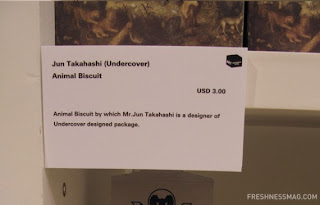 Jun Takahashi (Undercover)
Animal Biscuit
USD 3.00
Animal Biscuit by which Mr.Jun Takahashi is a designer of
Undercover designed package.
FRESHNESSMAG.COM